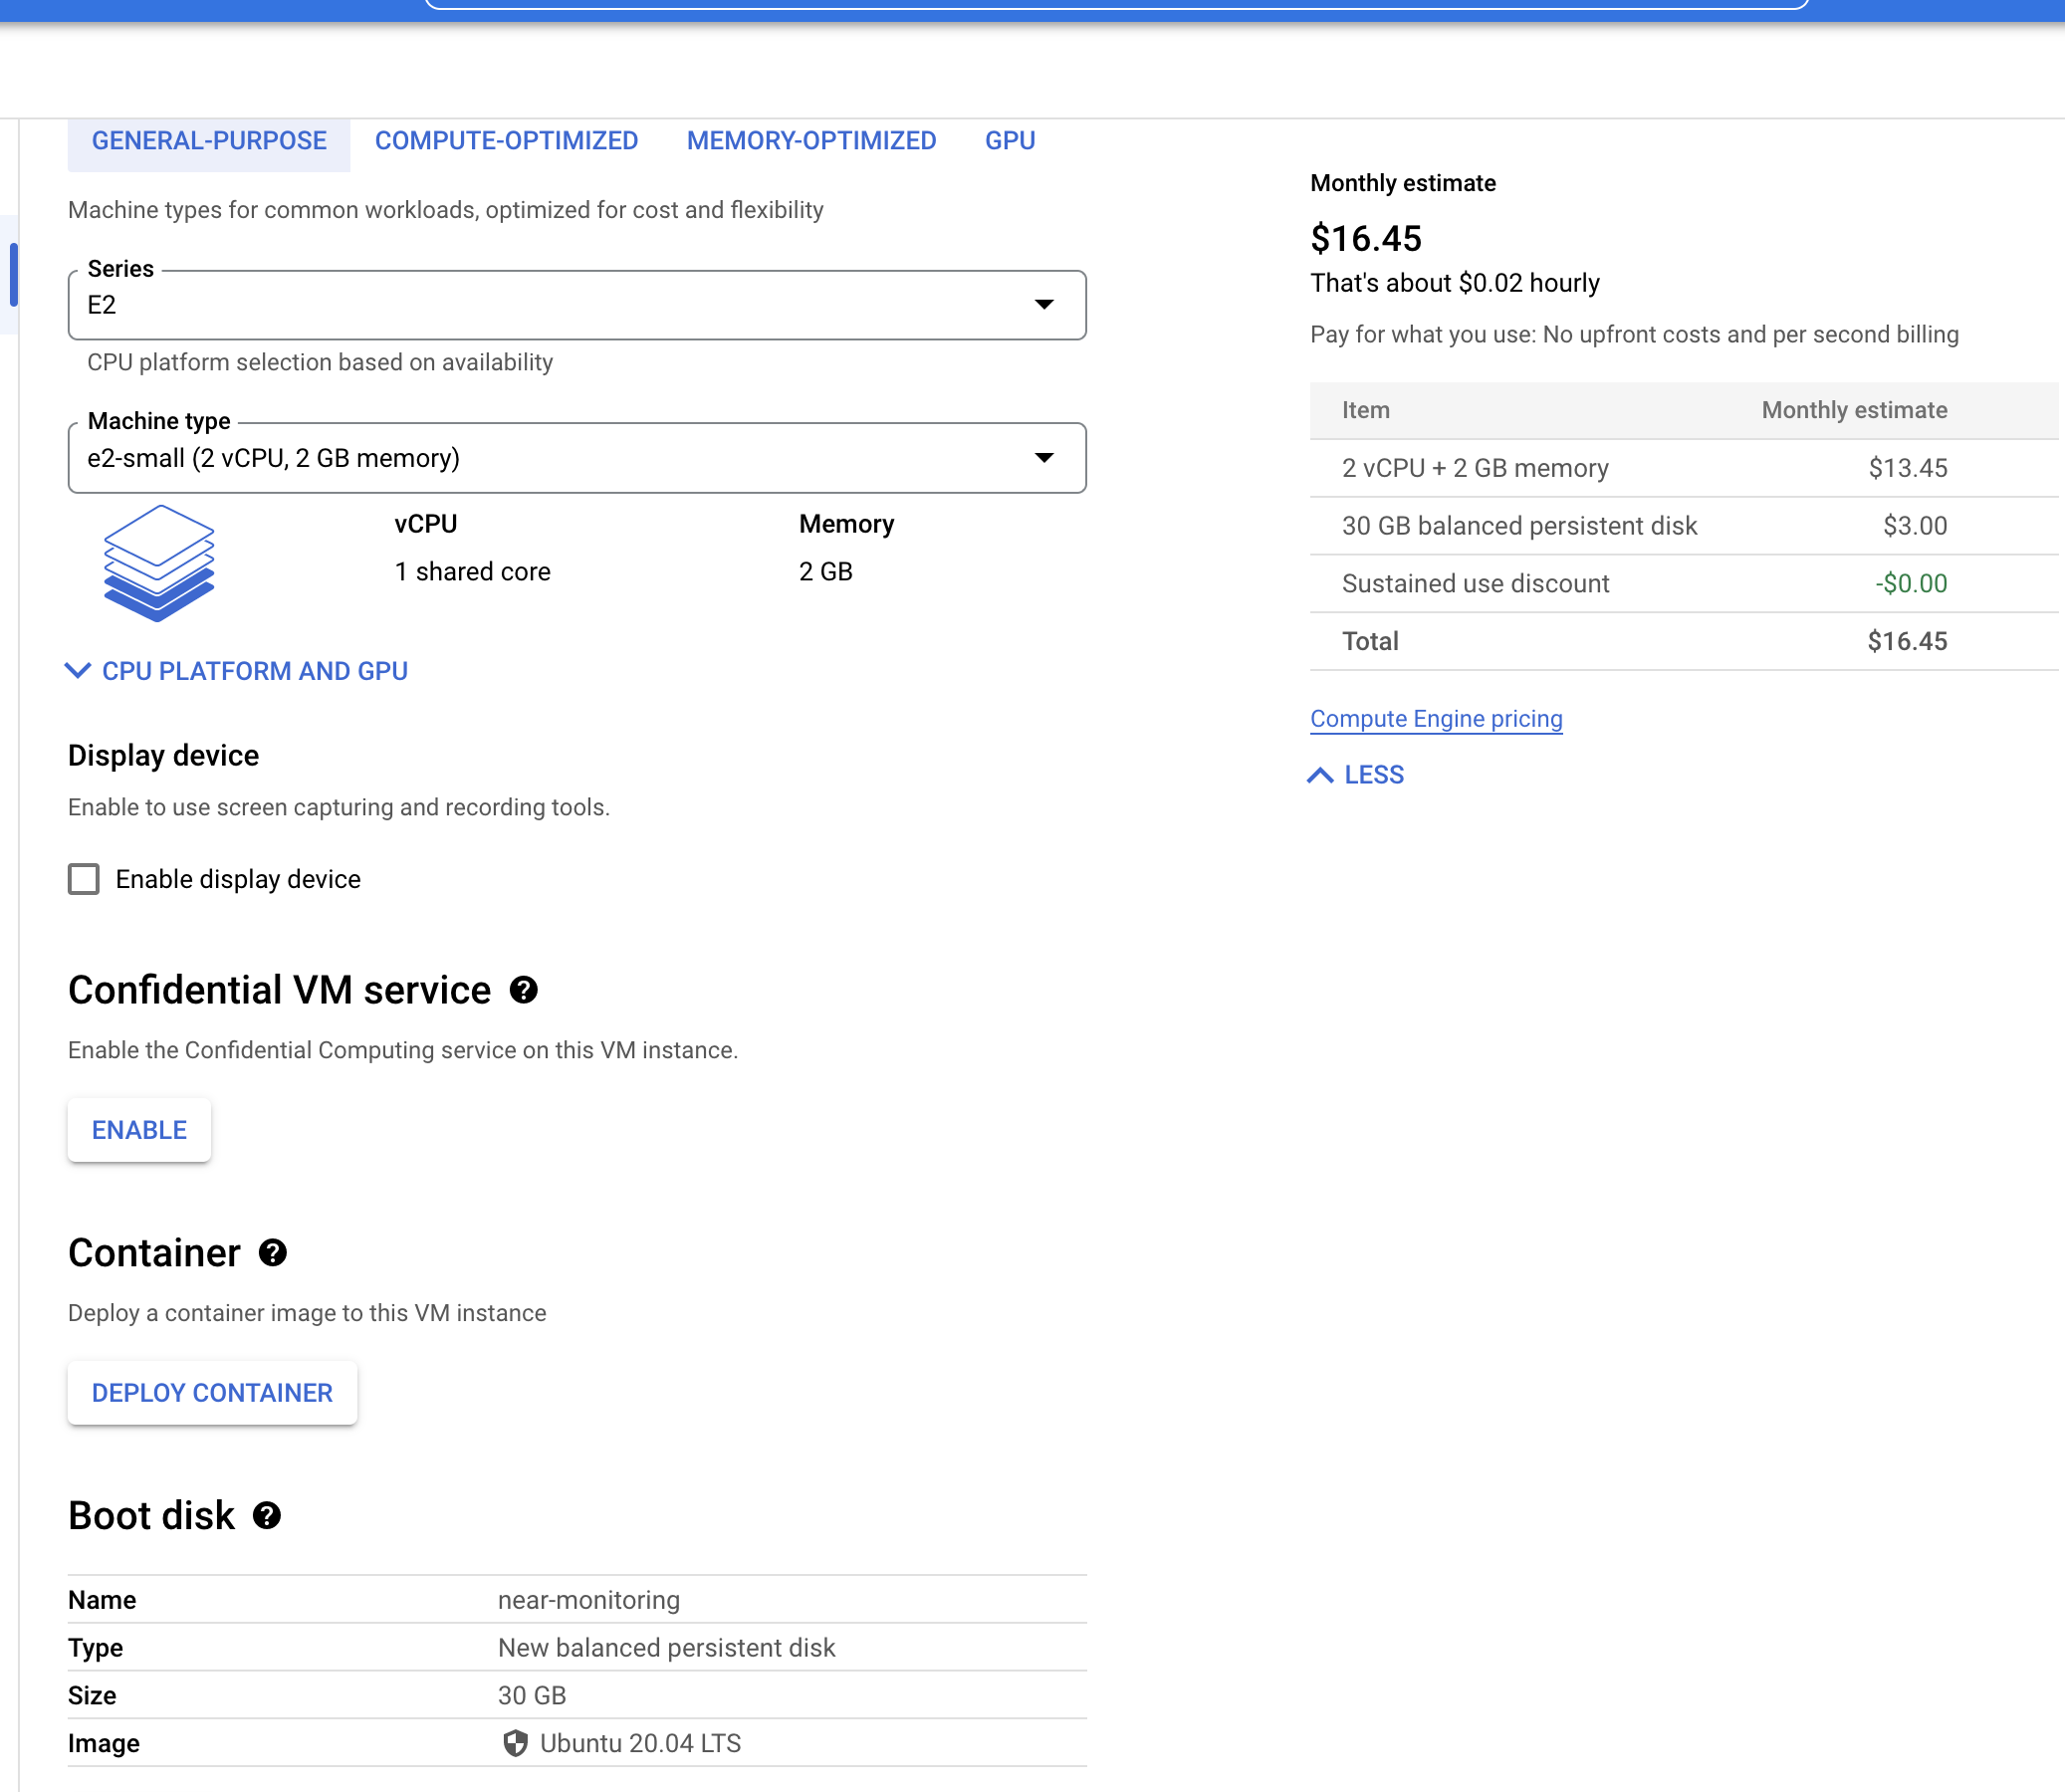 GENERAL-PURPOSE COMPUTE-OPTIMIZED MEMORY-OPTIMIZED GPU
Machine types for common workloads, optimized for cost and flexibility
Series
E2
CPU platform selection based on availability
Machine type
e2-small (2 vCPU, 2 GB memory)
vCPU Memory
1 shared core 2 GB
CPU PLATFORM AND GPU
Display device
Enable to use screen capturing and recording tools.
Enable display device
Confidential VM service
Enable the Confidential Computing service on this VM instance.
ENABLE
Container
Deploy a container image to this VM instance
DEPLOY CONTAINER
Boot disk
Name near-monitoring
Type New balanced persistent disk
Size 30 GB
Image Ubuntu 20.04 LTS
Monthly estimate
$16.45
That's about $0.02 hourly
Pay for what you use: No upfront costs and per second billing
Item Monthly estimate
2 vCPU + 2 GB memory $13.45
30 GB balanced persistent disk $3.00
Sustained use discount -$0.00
Total $16.45
Compute Engine pricing
LESS